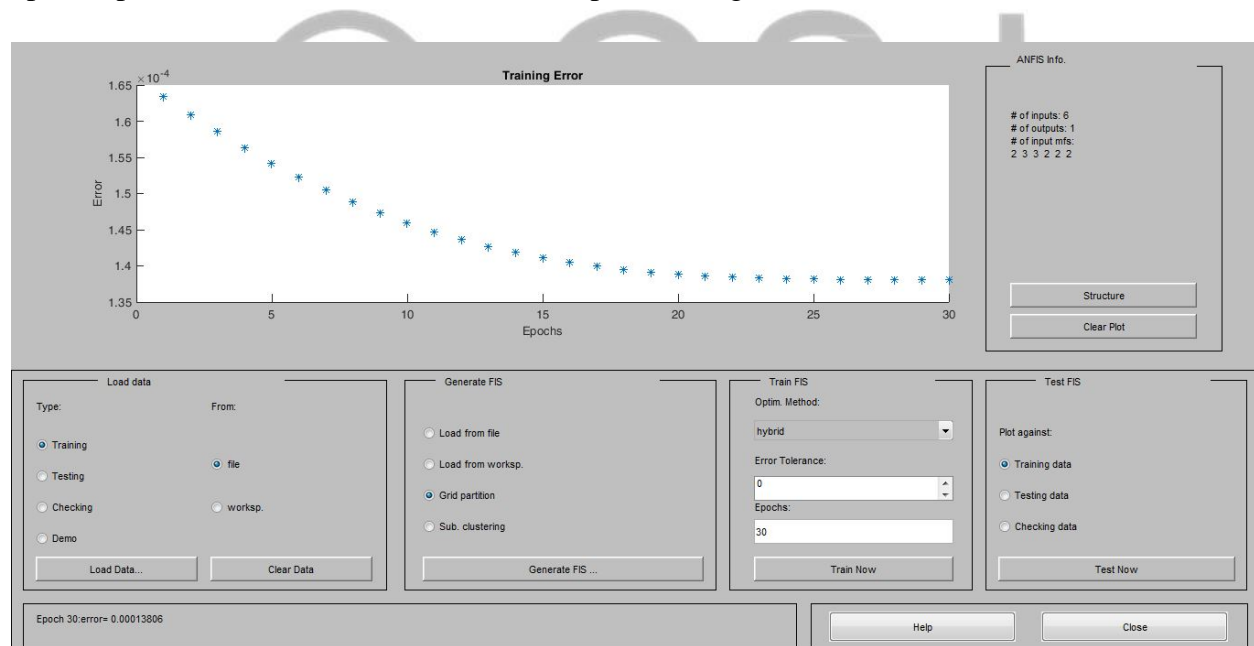 Training Error
×10-4
1.65
1.6
1.55
1.5
1.45
1.4
1.35
Error
0 5 10 15 20 25 30
Epochs
ANFIS Info.
# of inputs: 6
# of outputs: 1
# of input mfs:
2 3 3 2 2 2
Structure
Clear Plot
Load data
Type:
From:
Training
Testing
Checking
Demo
file
worksp.
Load Data...
Clear Data
Generate FIS
Load from file
Load from worksp.
Grid partition
Sub. clustering
Generate FIS ...
Train FIS
Optim. Method:
hybrid
Error Tolerance:
0
Epochs:
30
Train Now
Test FIS
Plot against:
Training data
Testing data
Checking data
Test Now
Epoch 30:error= 0.00013806
Help
Close